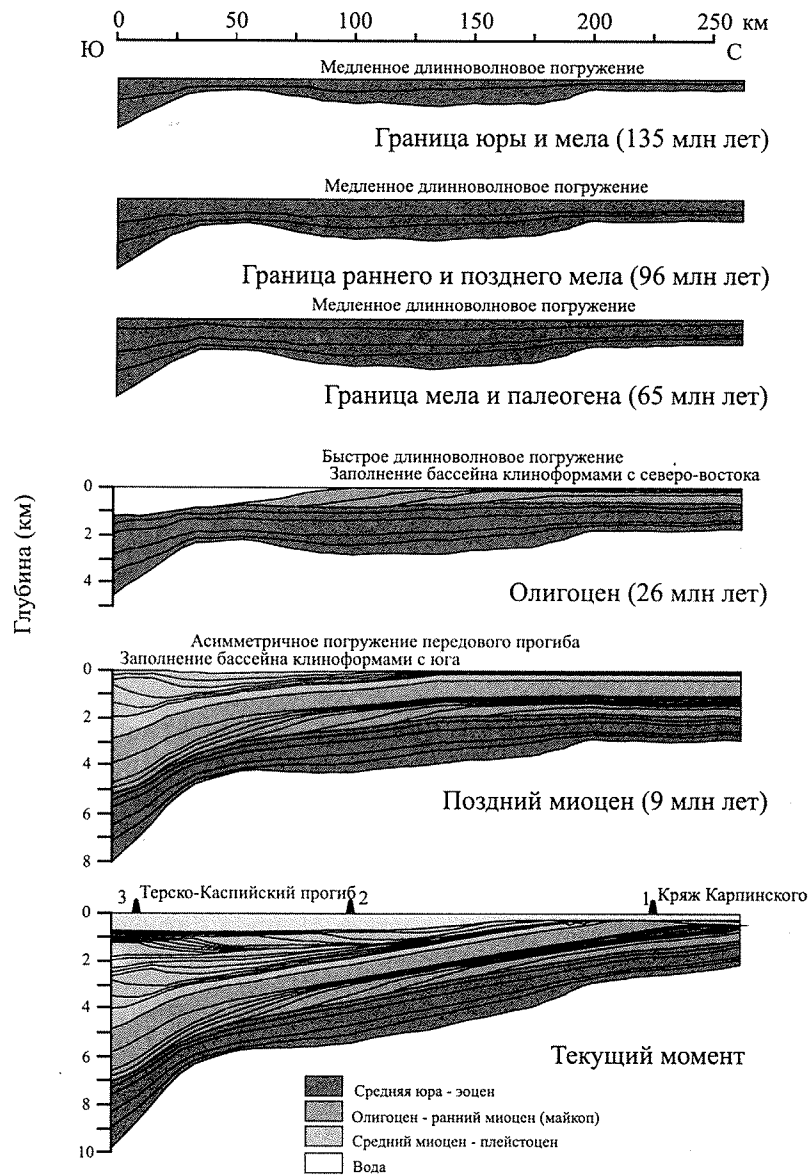 0 50 100 150 200 250 км
Ю С
Медленное длинноволновое погружение
Граница юры и мела (135 млн лет)
Медленное длинноволновое погружение
Граница раннего и позднего мела (96 млн лет)
Медленное длинноволновое погружение
Граница мела и палеогена (65 млн лет)
Быстрое длинноволновое погружение
Заполнение бассейна клиноформами с северо-востока
0
2
4
Глубина (км)
Олигоцен (26 млн лет)
Асимметричное погружение передового прогиба
Заполнение бассейна клиноформами с юга
0
2
4
6
8
Поздний миоцен (9 млн лет)
3 Терско-Каспийский прогиб 2 1 Кряж Карпинского
0
2
4
6
8
10
Текущий момент
Средняя юра - эоцен
Олигоцен - ранний миоцен (майкоп)
Средний миоцен - плейстоцен
Вода